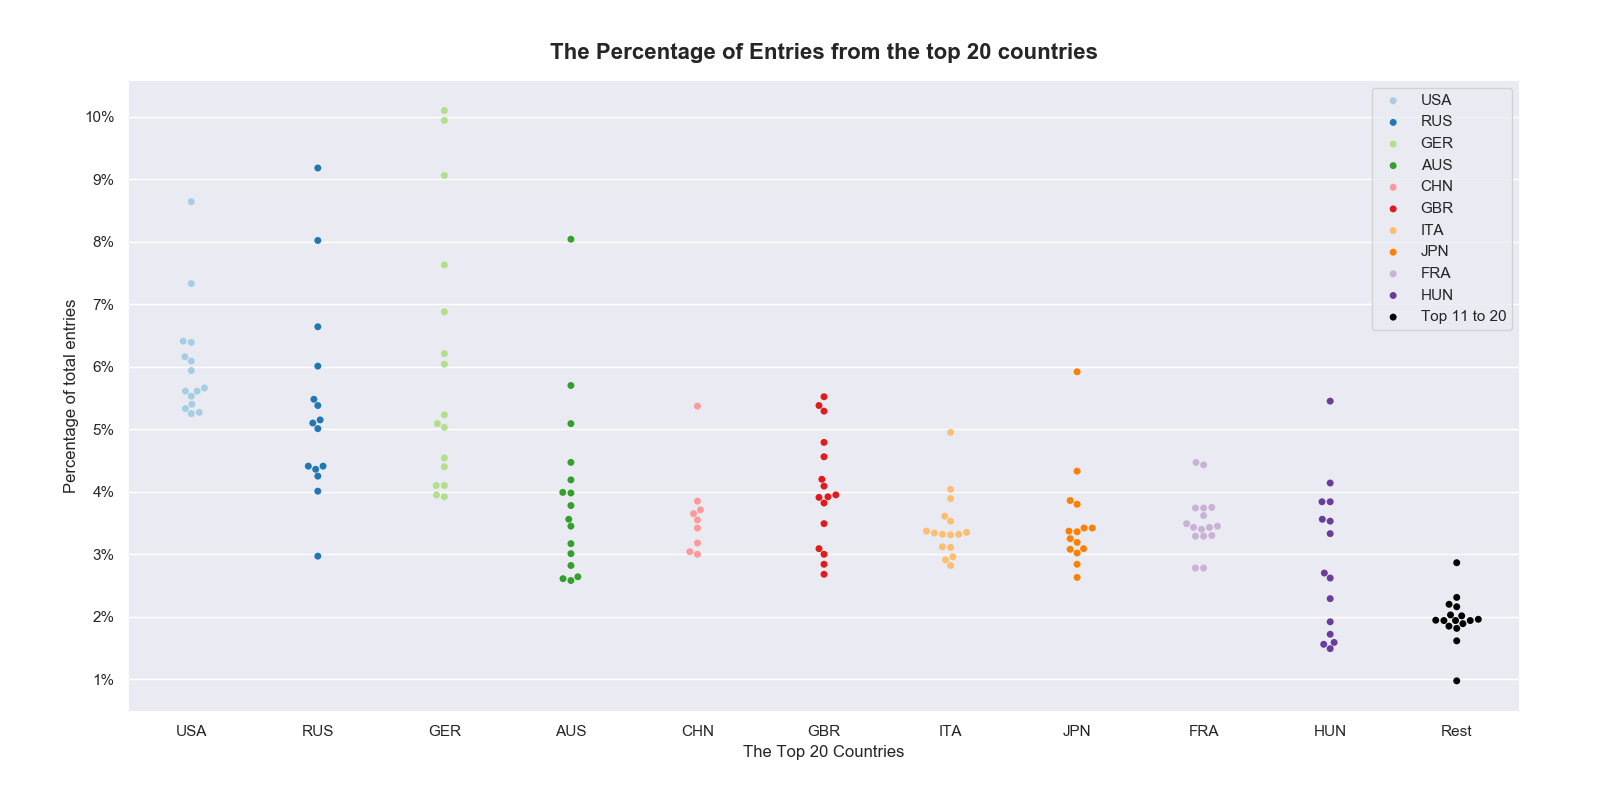 The Percentage of Entries from the top 20 countries
10%
9%
8%
7%
6%
5%
4%
3%
2%
1%
Percentage of total entries
USA
RUS
GER
AUS
CHN
GBR
ITA
JPN
FRA
HUN
Top 11 to 20
USA RUS GER AUS CHN GBR ITA JPN FRA HUN Rest
The Top 20 Countries